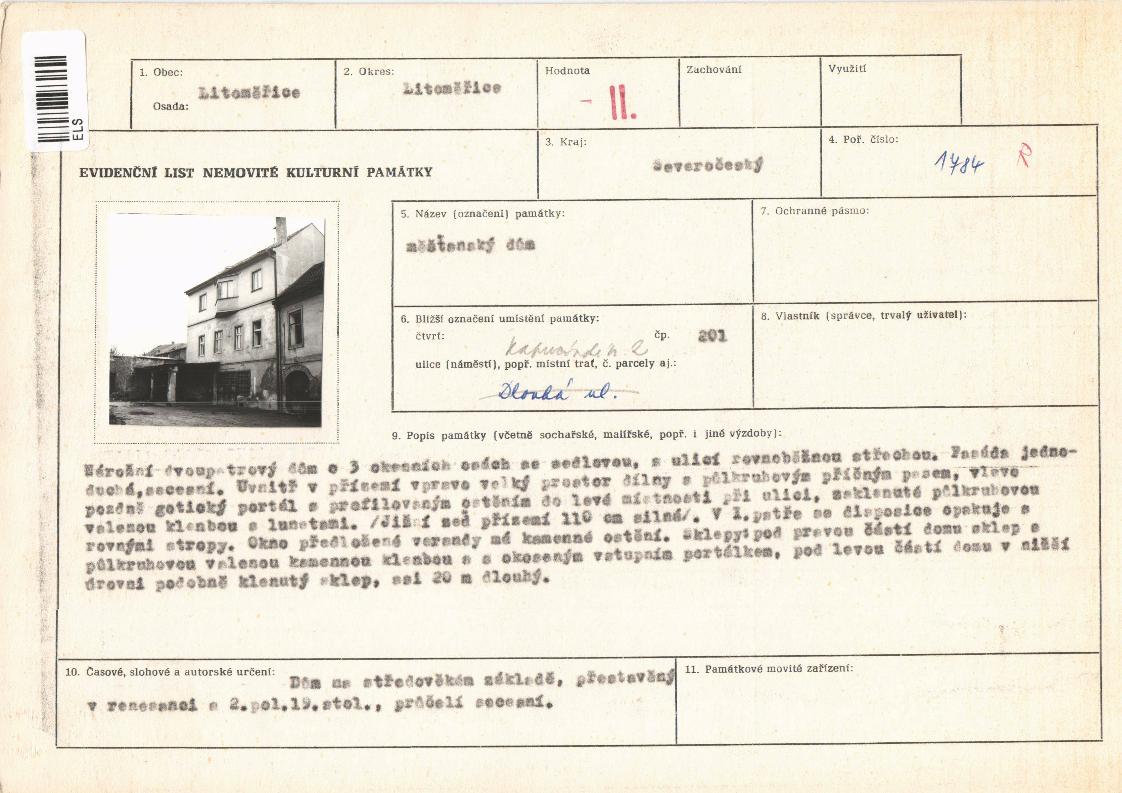 ELS
1. Obec:
Litoměřice
Osada:
2. Okres:
Litoměřice
Hodnota
- II.
Zachování
Využití
EVIDENČNÍ LIST NEMOVITÉ KULTURNÍ PAMÁTKY
3. Kraj:
Severočeský
4. Poř. číslo:
1784 R
5. Název (označení) památky:
měšťanský dům
7. Ochranné pásmo:
6. Bližší označení umístění památky:
čtvrť:
čp. 201
2
ulice (náměstí), popř. místní trať, č. parcely aj.:
Dlouhá ul.
8. Vlastník (správce, trvalý uživatel):
9. Popis památky (včetně sochařské, malířské, popř. i jiné výzdoby):
Nárožní dvoupatrový dům o 3 okenních osách se sedlovou, s ulicí rovnoběžnou střechou. Fasáda jedno-
duchá,secesní. Uvnitř v přízemí vpravo velký prostor dílny s půlkruhovým příčným pasem, vlevo
pozdně gotický portál s profilovaným ostěním do levé místnosti při ulici, zaklenuté půlkruhovou
valenou klenbou s lunetami. /Jižní zeď přízemí 110 cm silná/. V I.patře se disposice opakuje s
rovnými stropy. Okno předložené verandy má kamenné ostění. Sklepy:pod pravou částí domu sklep s
půlkruhovou valenou kamennou klenbou a s okoseným vstupním portálkem, pod levou částí domu v nižší
úrovni podobně klenutý sklep, asi 20 m dlouhý.
10. Časové, slohové a autorské určení:
Dům na středověkém základě, přestavěný
v renesanci a 2.pol.19.stol., průčelí secesní.
11. Památkové movité zařízení: